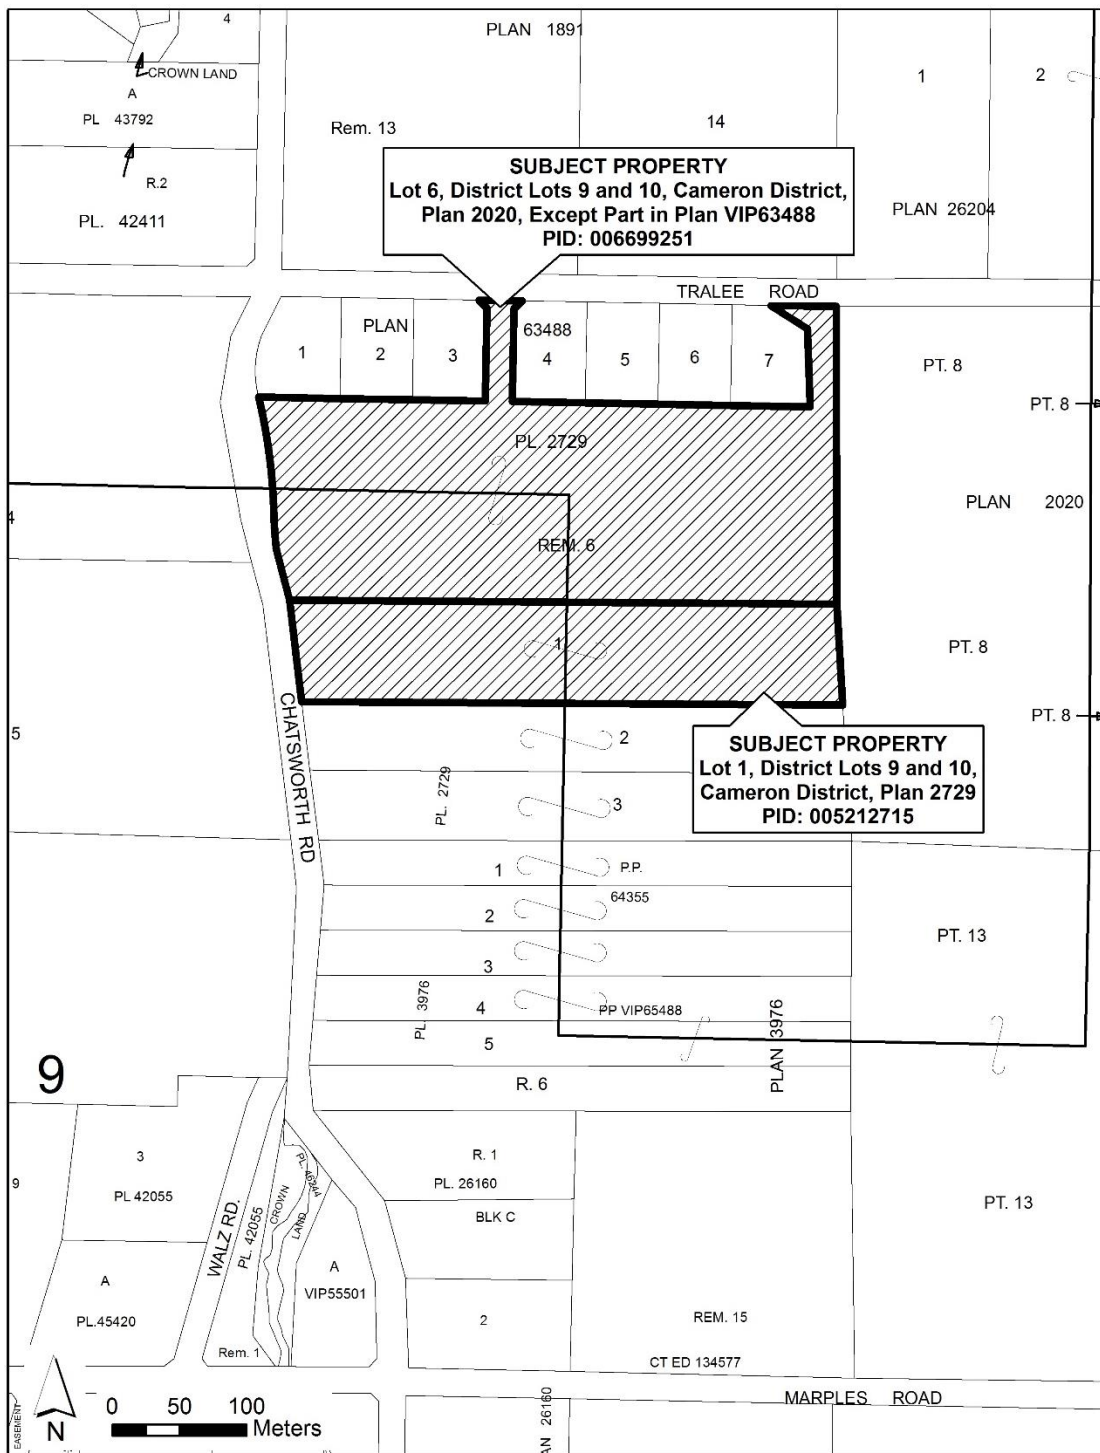 4
PLAN 1891
CROWN LAND
A
PL 43792
1
2
Rem. 13
14
R.2
PL. 42411
SUBJECT PROPERTY
Lot 6, District Lots 9 and 10, Cameron District,
Plan 2020, Except Part in Plan VIP63488
PID: 006699251
PLAN 26204
TRALEE ROAD
PLAN
63488
1
2
3
4
5
6
7
PT. 8
PT. 8
PL. 2729
PLAN 2020
4
REM. 6
1
PT. 8
CHATSWORTH RD
PT. 8
5
2
SUBJECT PROPERTY
Lot 1, District Lots 9 and 10,
Cameron District, Plan 2729
PID: 005212715
PL. 2729
3
1
P.P.
64355
2
PT. 13
3
PL. 3976
4
PP VIP65488
PLAN 3976
5
9
R. 6
3
PL 42055
9
WALZ RD.
PL. 42055
PL. 46244
CROWN
LAND
R. 1
PL. 26160
BLK C
PT. 13
A
VIP55501
A
PL.45420
Rem. 1
2
REM. 15
CT ED 134577
MARPLES ROAD
EASEMENT
N
0 50 100
Meters
AN 26160